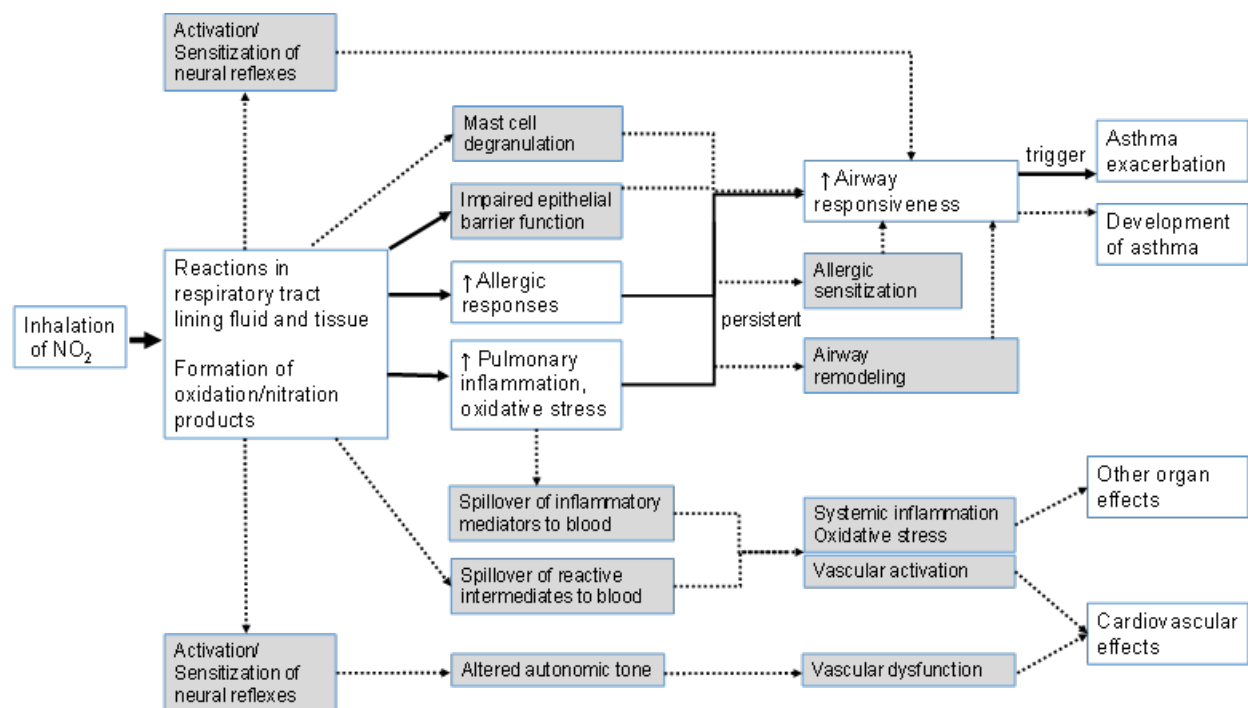 Activation/
Sensitization of
neural reflexes
Mast cell
degranulation
Impaired epithelial
barrier function
↑ Airway
responsiveness
trigger
Asthma
exacerbation
Development
of asthma
Inhalation
of NO₂
Reactions in
respiratory tract
lining fluid and tissue
Formation of
oxidation/nitration
products
↑ Allergic
responses
↑ Pulmonary
inflammation,
oxidative stress
persistent
Allergic
sensitization
Airway
remodeling
Spillover of inflammatory
mediators to blood
Spillover of reactive
intermediates to blood
Systemic inflammation
Oxidative stress
Vascular activation
Other organ
effects
Cardiovascular
effects
Activation/
Sensitization of
neural reflexes
Altered autonomic tone
Vascular dysfunction